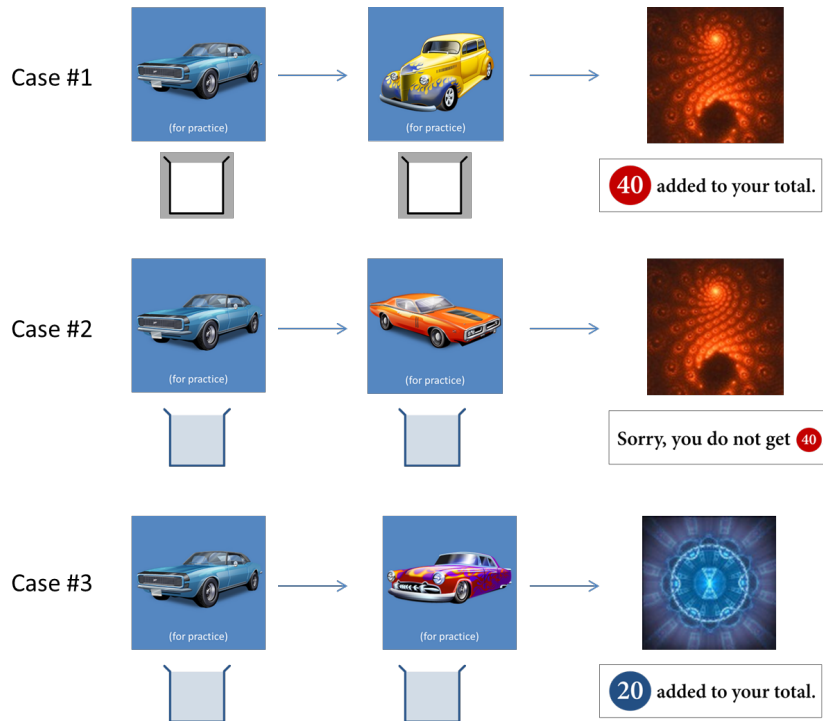 Case #1
(for practice)
(for practice)
40 added to your total.
Case #2
(for practice)
(for practice)
Sorry, you do not get 40
Case #3
(for practice)
(for practice)
20 added to your total.